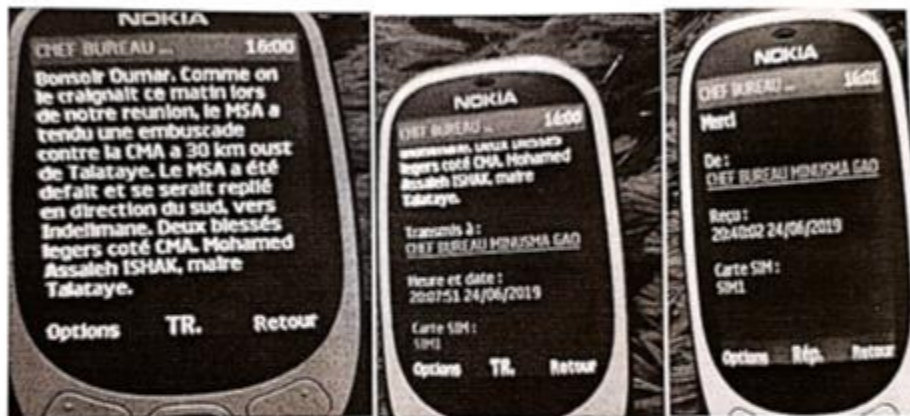 NOKIA
CHEF BUREAU ... 16:00
Bonsoir Oumar. Comme on
le craignait ce matin lors
de notre reunion, le MSA a
tendu une embuscade
contre la CMA a 30 km oust
de Talataye. Le MSA a été
defait et se serait replié
en direction du sud, vers
Indelimane. Deux blessés
legers coté CMA. Mohamed
Assaleh ISHAK, maire
Talataye.
Options TR. Retour
NOKIA
CHEF BUREAU ... 16:00
Deux blessés
legers coté CMA. Mohamed
Assaleh ISHAK, maire
Talataye.
Transmis à :
CHEF BUREAU MINUSMA GAO
Heure et date :
20:07:51 24/06/2019
Carte SIM :
SIM1
Options TR. Retour
NOKIA
CHEF BUREAU ... 16:01
Merci
De :
CHEF BUREAU MINUSMA GAO
Reçu :
20:40:02 24/06/2019
Carte SIM :
SIM1
Options Rép. Retour